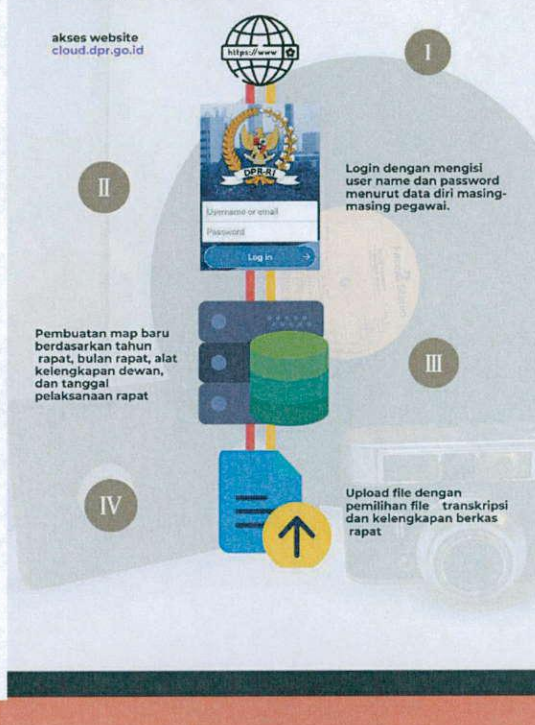 akses website
cloud.dpr.go.id
https://www
I
DPR-RI
II
Username or email
Password
Log in
Login dengan mengisi
user name dan password
menurut data diri masing-
masing pegawai.
Pembuatan map baru
berdasarkan tahun
rapat, bulan rapat, alat
kelengkapan dewan,
dan tanggal
pelaksanaan rapat
III
IV
Upload file dengan
pemilihan file transkripsi
dan kelengkapan berkas
rapat